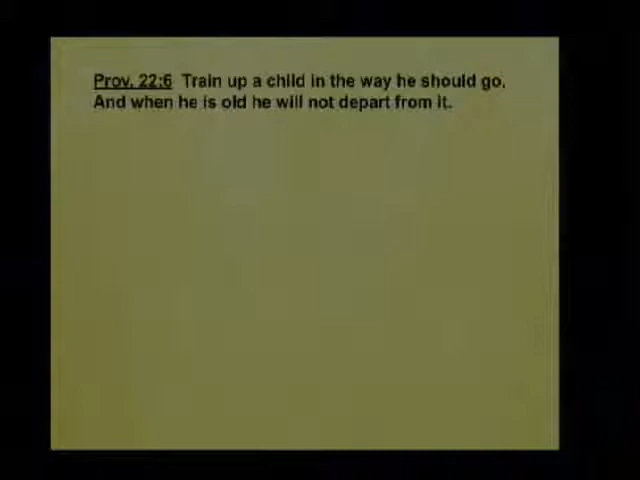 Prov. 22:6 Train up a child in the way he should go,
And when he is old he will not depart from it.